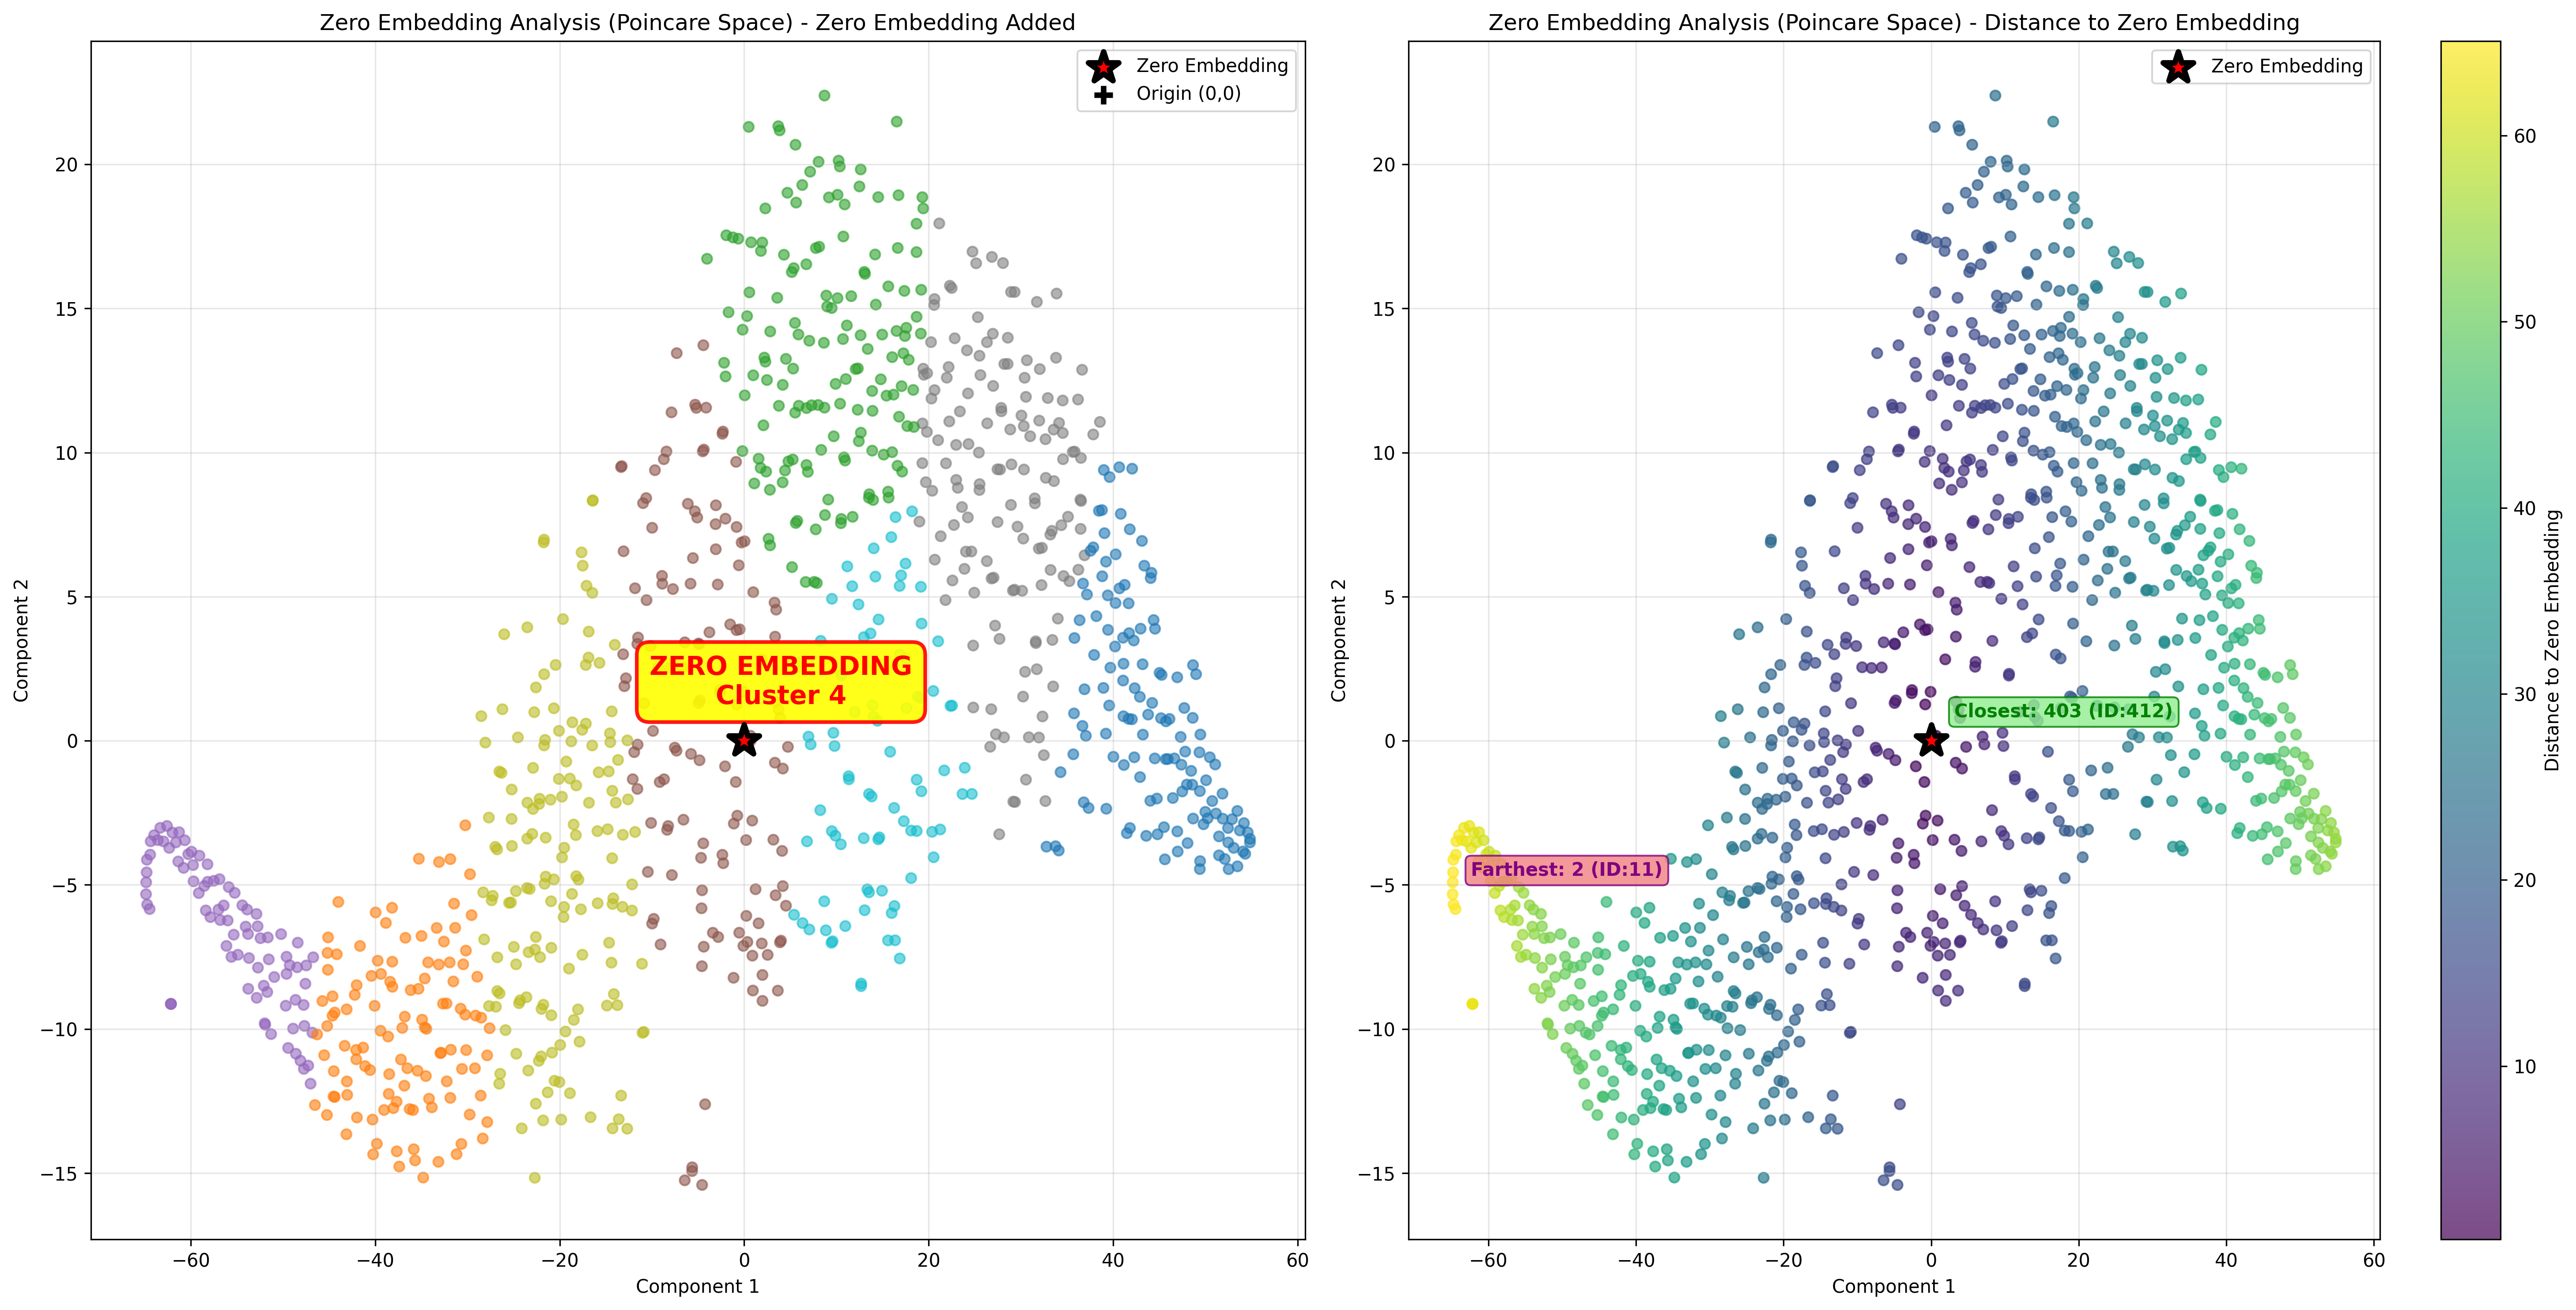 Zero Embedding Analysis (Poincare Space) - Zero Embedding Added
Zero Embedding
Origin (0,0)
20
15
10
5
0
−5
−10
−15
Component 2
ZERO EMBEDDING
Cluster 4
−60
−40
−20
0
20
40
60
Component 1
Zero Embedding Analysis (Poincare Space) - Distance to Zero Embedding
Zero Embedding
20
15
10
5
0
−5
−10
−15
Component 2
Closest: 403 (ID:412)
Farthest: 2 (ID:11)
−60
−40
−20
0
20
40
60
Component 1
60
50
40
30
20
10
Distance to Zero Embedding